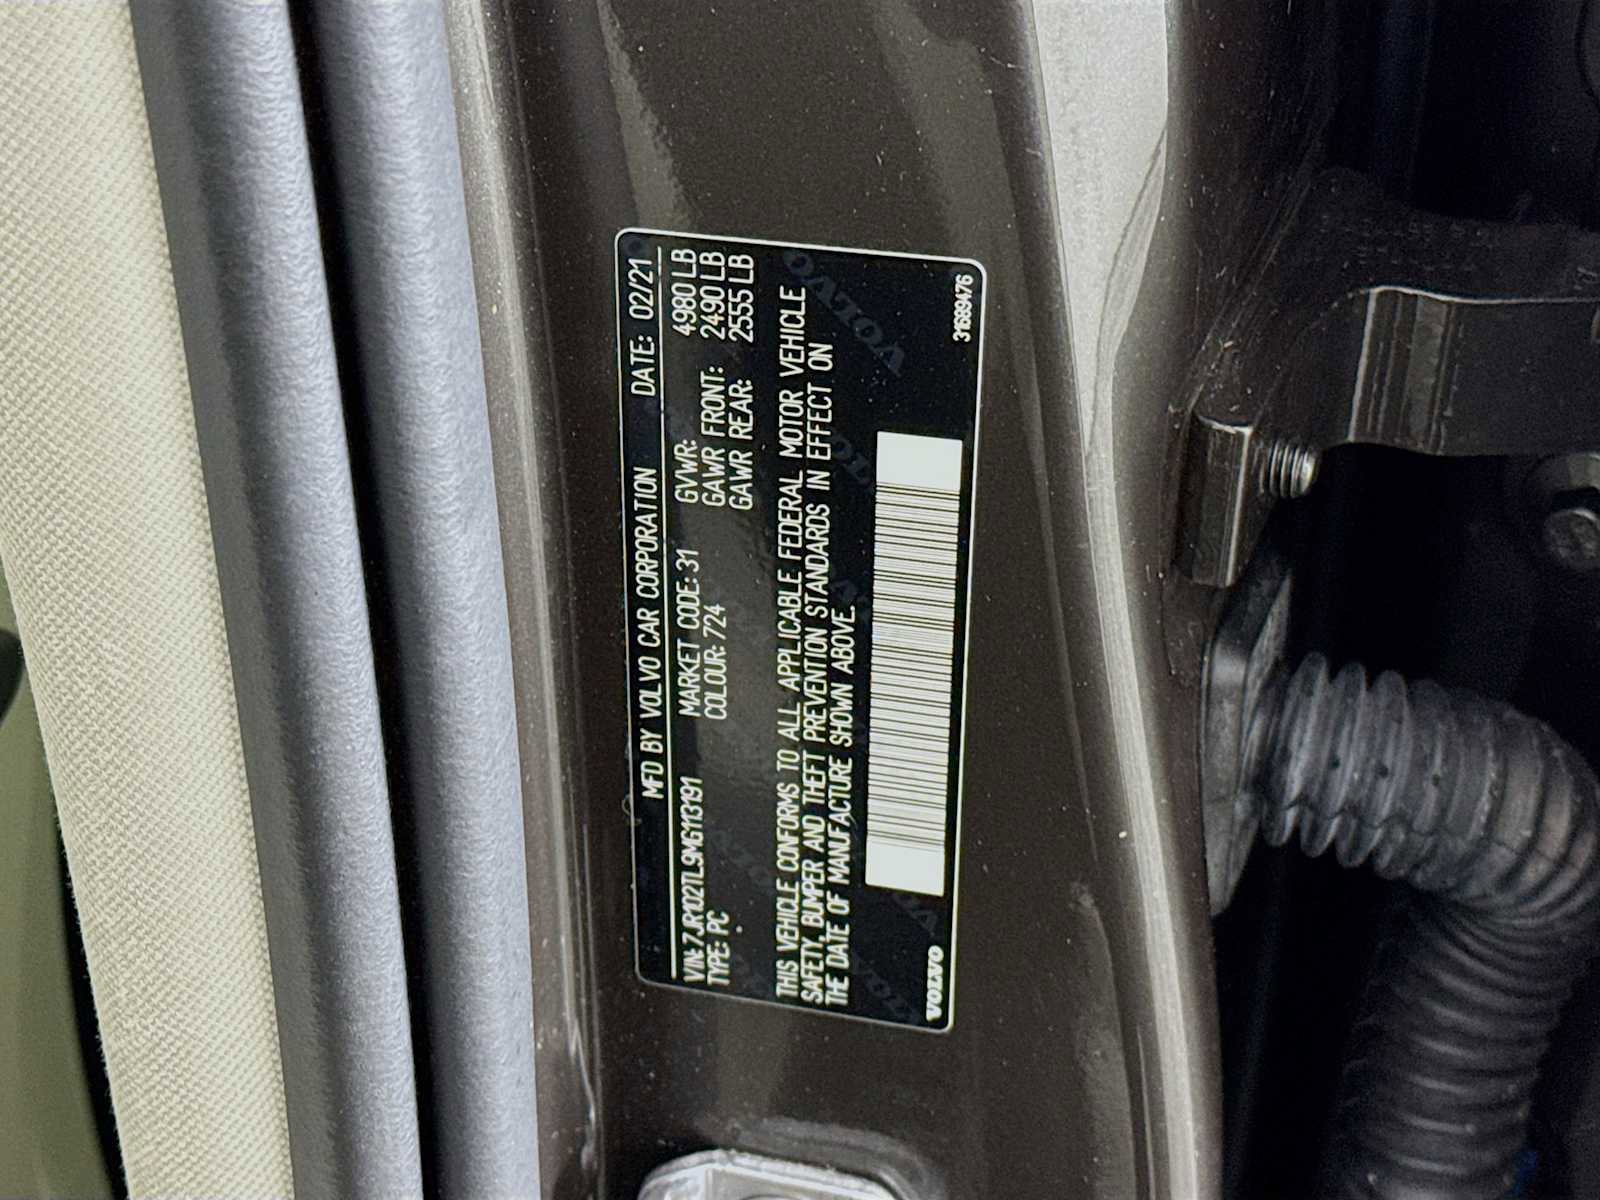 MFD BY VOLVO CAR CORPORATION DATE: 02/21
VIN: 7JR102TL9MG113191 MARKET CODE: 31 GVWR: 4980 LB
TYPE: PC COLOUR: 724 GAWR FRONT: 2490 LB
GAWR REAR: 2555 LB
THIS VEHICLE CONFORMS TO ALL APPLICABLE FEDERAL MOTOR VEHICLE
SAFETY, BUMPER AND THEFT PREVENTION STANDARDS IN EFFECT ON
THE DATE OF MANUFACTURE SHOWN ABOVE.
VOLVO 31689476